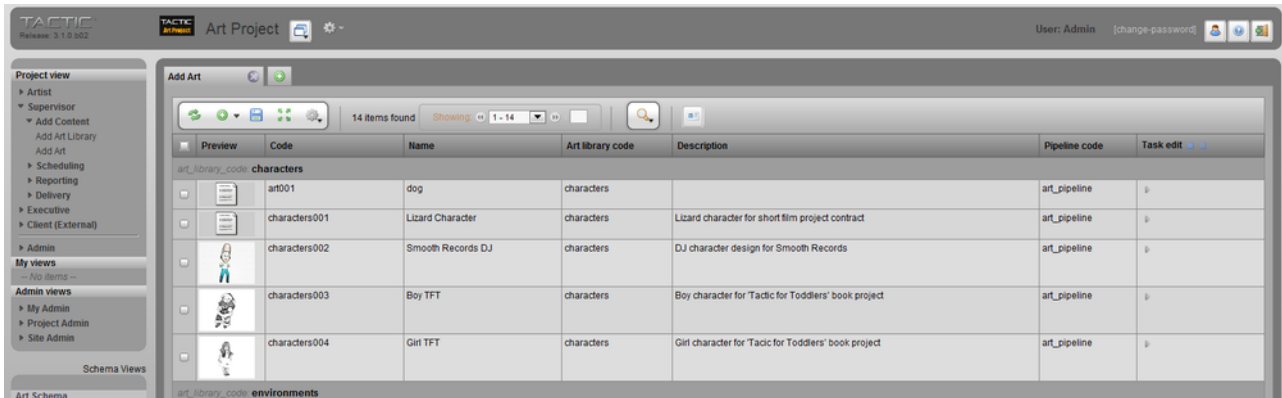 TACTIC
Release: 3.1.0.b02
TACTIC
Art Project
Art Project
User: Admin [change-password]
Project view
Artist
Supervisor
Add Content
Add Art Library
Add Art
Scheduling
Reporting
Delivery
Executive
Client (External)
Admin
My views
-- No items --
Admin views
My Admin
Project Admin
Site Admin
Schema Views
Art Schema
Add Art
14 items found Showing: 1 - 14
Preview Code Name Art library code Description Pipeline code Task edit
art_library_code: characters
art001 dog characters art_pipeline
characters001 Lizard Character characters Lizard character for short film project contract art_pipeline
characters002 Smooth Records DJ characters DJ character design for Smooth Records art_pipeline
characters003 Boy TFT characters Boy character for 'Tactic for Toddlers' book project art_pipeline
characters004 Girl TFT characters Girl character for 'Tacic for Toddlers' book project art_pipeline
art_library_code: environments